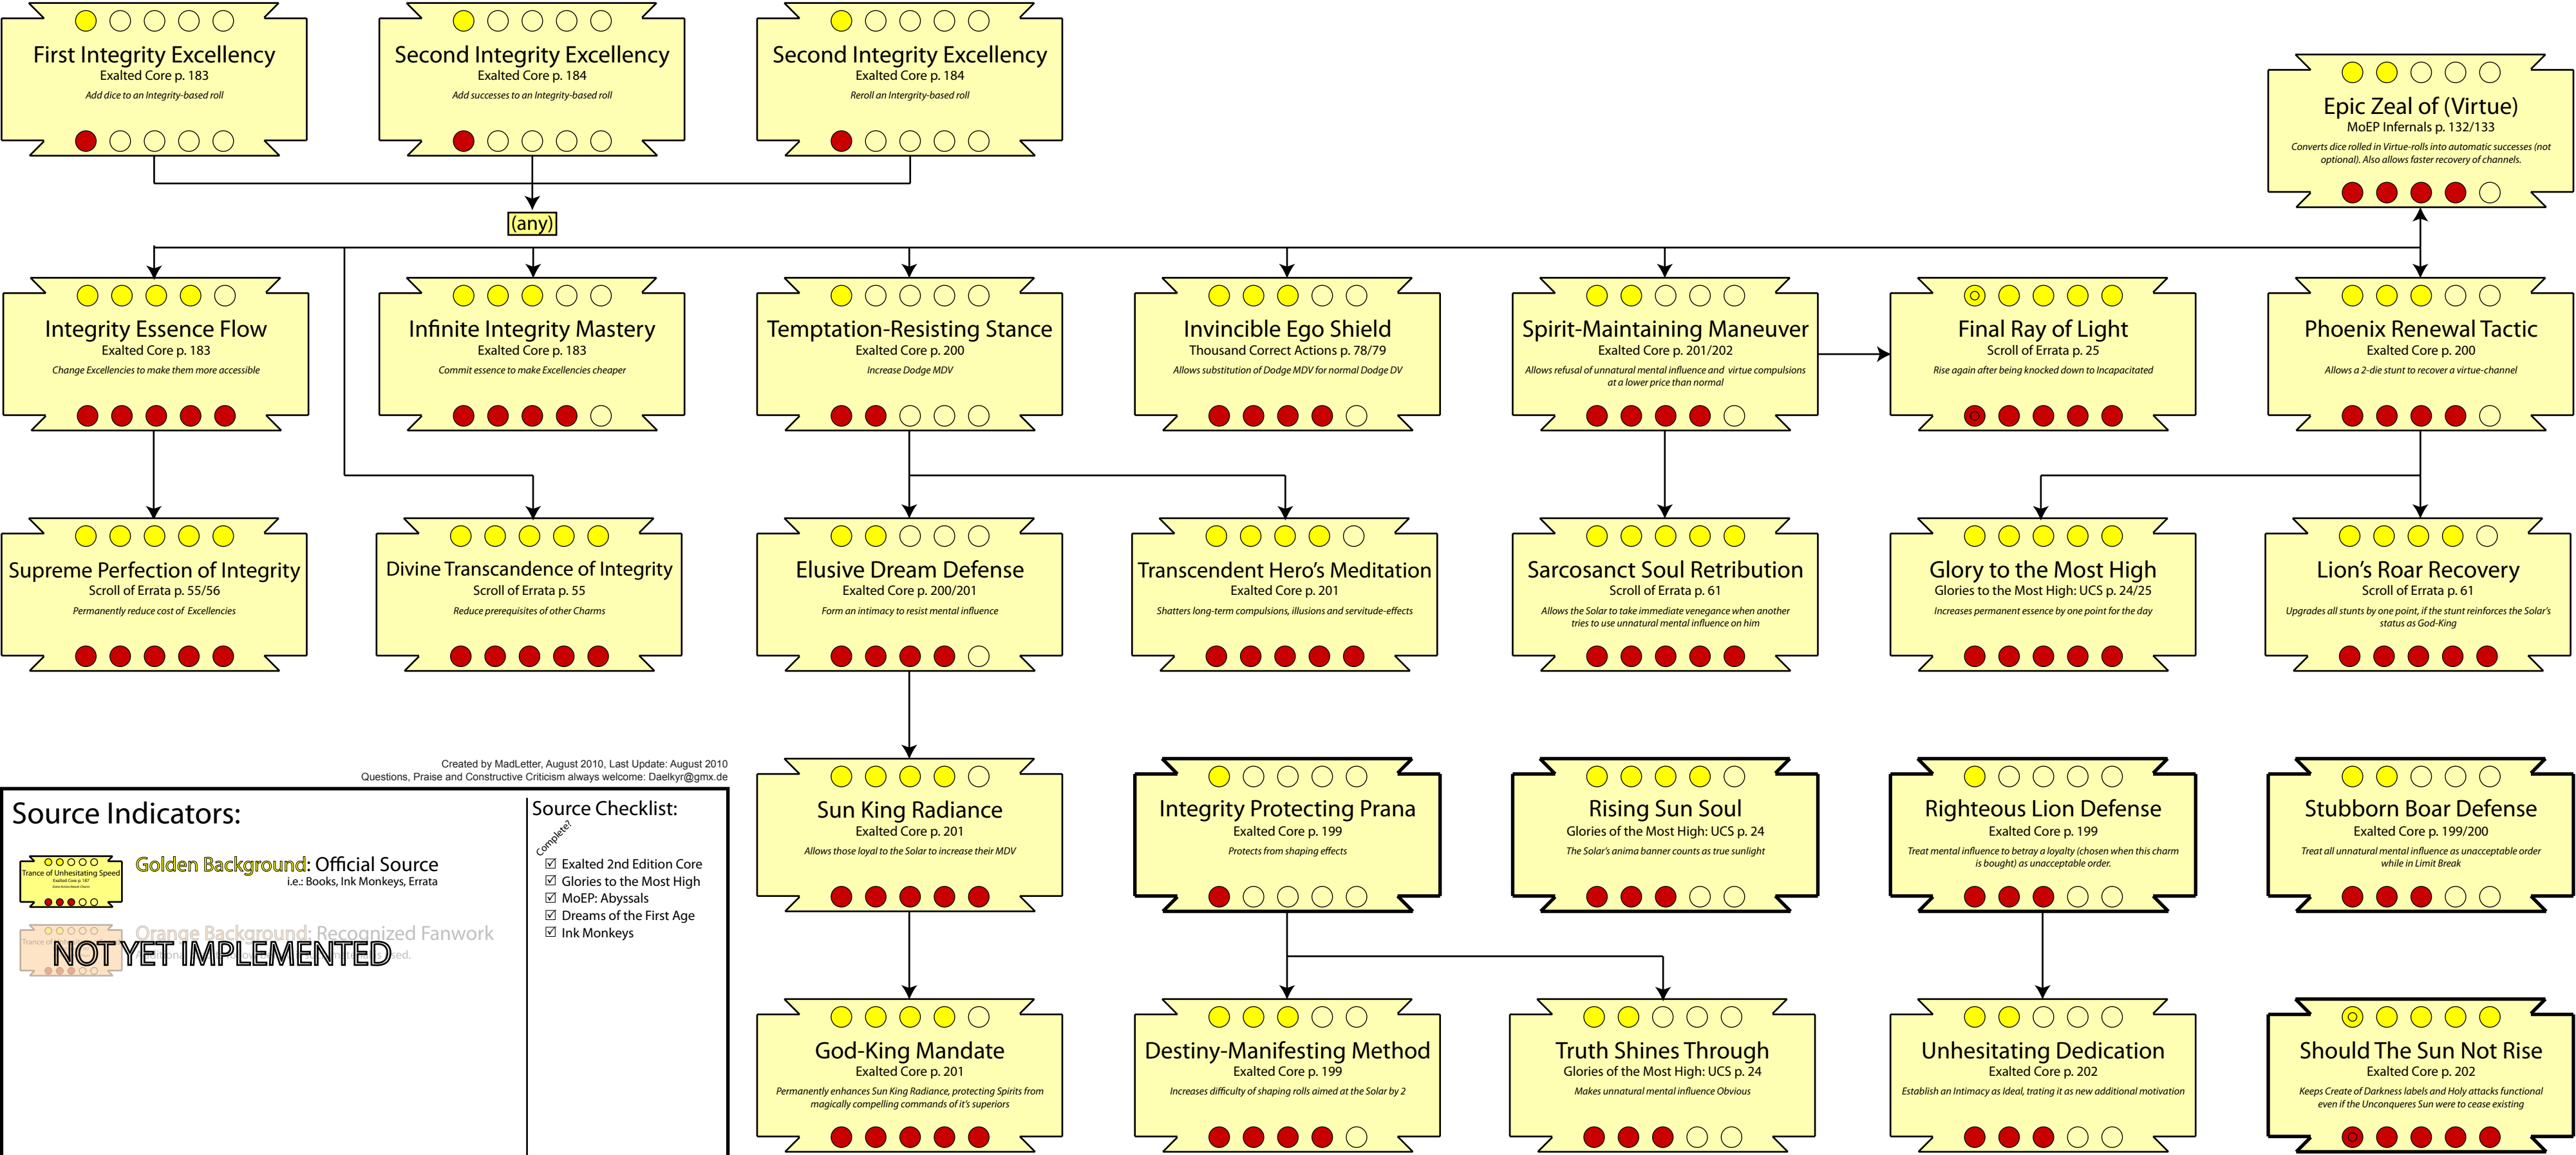 First Integrity Excellency
Exalted Core p. 183
Add dice to an Integrity-based roll
Second Integrity Excellency
Exalted Core p. 184
Add successes to an Integrity-based roll
Second Integrity Excellency
Exalted Core p. 184
Reroll an Intergrity-based roll
Epic Zeal of (Virtue)
MoEP Infernals p. 132/133
Converts dice rolled in Virtue-rolls into automatic successes (not
optional). Also allows faster recovery of channels.
(any)
Integrity Essence Flow
Exalted Core p. 183
Change Excellencies to make them more accessible
Infinite Integrity Mastery
Exalted Core p. 183
Commit essence to make Excellencies cheaper
Temptation-Resisting Stance
Exalted Core p. 200
Increase Dodge MDV
Invincible Ego Shield
Thousand Correct Actions p. 78/79
Allows substitution of Dodge MDV for normal Dodge DV
Spirit-Maintaining Maneuver
Exalted Core p. 201/202
Allows refusal of unnatural mental influence and virtue compulsions
at a lower price than normal
Final Ray of Light
Scroll of Errata p. 25
Rise again after being knocked down to Incapacitated
Phoenix Renewal Tactic
Exalted Core p. 200
Allows a 2-die stunt to recover a virtue-channel
Supreme Perfection of Integrity
Scroll of Errata p. 55/56
Permanently reduce cost of Excellencies
Divine Transcandence of Integrity
Scroll of Errata p. 55
Reduce prerequisites of other Charms
Elusive Dream Defense
Exalted Core p. 200/201
Form an intimacy to resist mental influence
Transcendent Hero's Meditation
Exalted Core p. 201
Shatters long-term compulsions, illusions and servitude-effects
Sarcosanct Soul Retribution
Scroll of Errata p. 61
Allows the Solar to take immediate venegance when another
tries to use unnatural mental influence on him
Glory to the Most High
Glories to the Most High: UCS p. 24/25
Increases permanent essence by one point for the day
Lion's Roar Recovery
Scroll of Errata p. 61
Upgrades all stunts by one point, if the stunt reinforces the Solar's
status as God-King
Created by MadLetter, August 2010, Last Update: August 2010
Questions, Praise and Constructive Criticism always welcome: Daelkyr@gmx.de
Sun King Radiance
Exalted Core p. 201
Allows those loyal to the Solar to increase their MDV
Integrity Protecting Prana
Exalted Core p. 199
Protects from shaping effects
Rising Sun Soul
Glories of the Most High: UCS p. 24
The Solar's anima banner counts as true sunlight
Righteous Lion Defense
Exalted Core p. 199
Treat mental influence to betray a loyalty (chosen when this charm
is bought) as unacceptable order.
Stubborn Boar Defense
Exalted Core p. 199/200
Treat all unnatural mental influence as unacceptable order
while in Limit Break
Source Indicators:
Trance of Unhesitating Speed
Exalted Core p. 187
Golden Background: Official Source
i.e.: Books, Ink Monkeys, Errata
Orange Background: Recognized Fanwork
NOT YET IMPLEMENTED
Source Checklist:
Complete?
☑ Exalted 2nd Edition Core
☑ Glories to the Most High
☑ MoEP: Abyssals
☑ Dreams of the First Age
☑ Ink Monkeys
God-King Mandate
Exalted Core p. 201
Permanently enhances Sun King Radiance, protecting Spirits from
magically compelling commands of it's superiors
Destiny-Manifesting Method
Exalted Core p. 199
Increases difficulty of shaping rolls aimed at the Solar by 2
Truth Shines Through
Glories of the Most High: UCS p. 24
Makes unnatural mental influence Obvious
Unhesitating Dedication
Exalted Core p. 202
Establish an Intimacy as Ideal, trating it as new additional motivation
Should The Sun Not Rise
Exalted Core p. 202
Keeps Create of Darkness labels and Holy attacks functional
even if the Unconqueres Sun were to cease existing